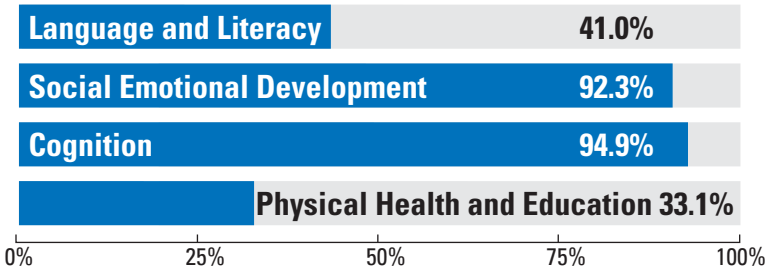 Language and Literacy 41.0%
Social Emotional Development 92.3%
Cognition 94.9%
Physical Health and Education 33.1%
0% 25% 50% 75% 100%